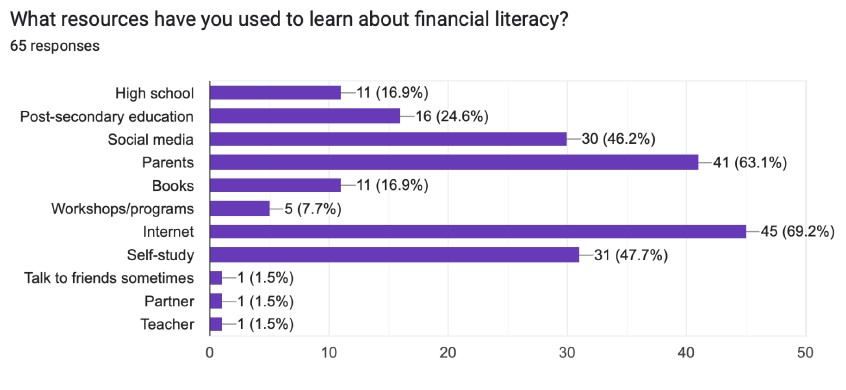 What resources have you used to learn about financial literacy?
65 responses
High school 11 (16.9%)
Post-secondary education 16 (24.6%)
Social media 30 (46.2%)
Parents 41 (63.1%)
Books 11 (16.9%)
Workshops/programs 5 (7.7%)
Internet 45 (69.2%)
Self-study 31 (47.7%)
Talk to friends sometimes 1 (1.5%)
Partner 1 (1.5%)
Teacher 1 (1.5%)
0 10 20 30 40 50